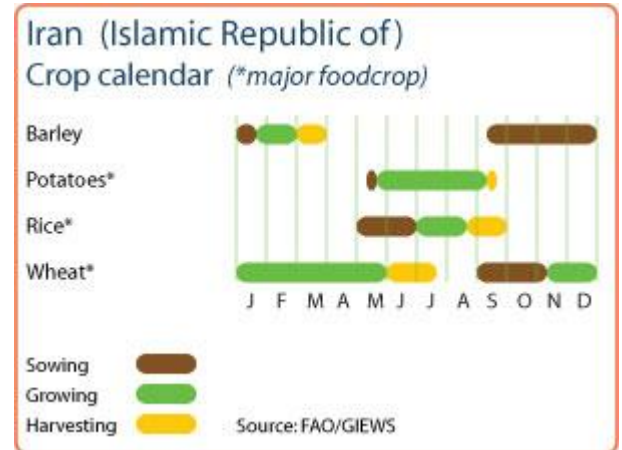 Iran (Islamic Republic of)
Crop calendar (*major foodcrop)
Barley
Potatoes*
Rice*
Wheat*
J F M A M J J A S O N D
Sowing
Growing
Harvesting Source: FAO/GIEWS